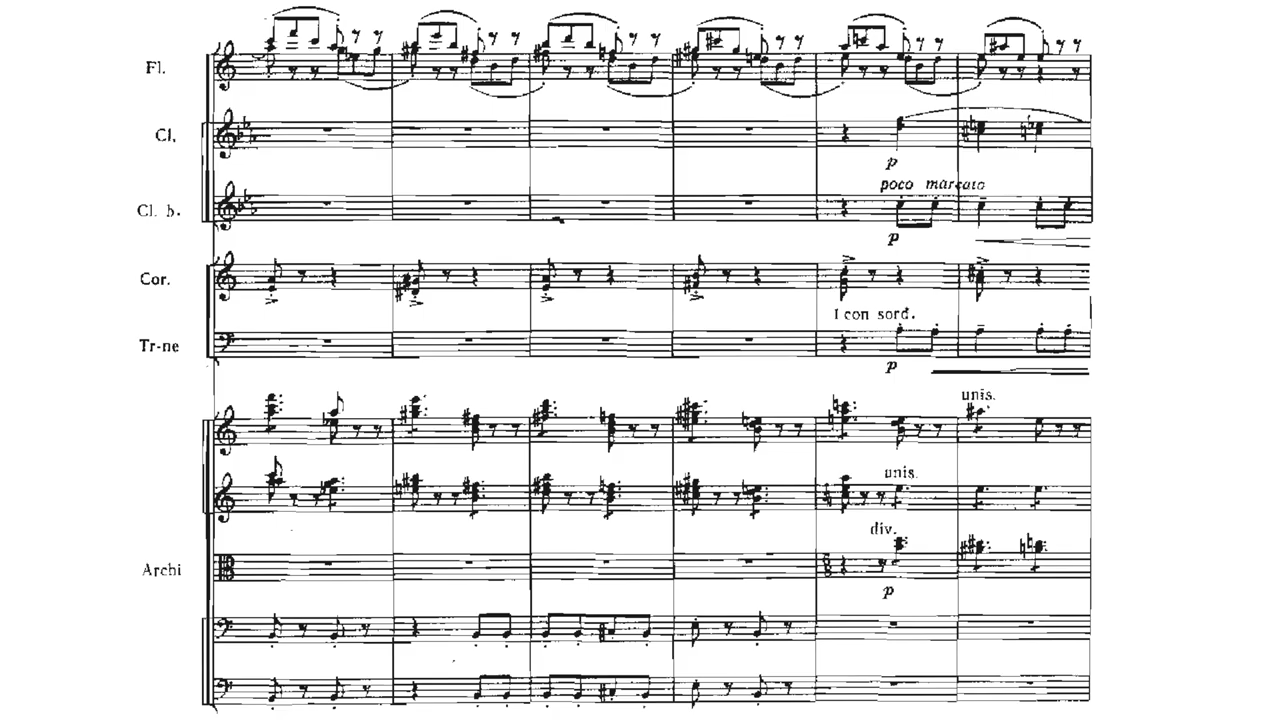 Fl.
Cl.
p
poco marcato
Cl. b.
p
Cor.
I con sord.
Tr-ne
p
unis.
unis.
div.
Archi
p